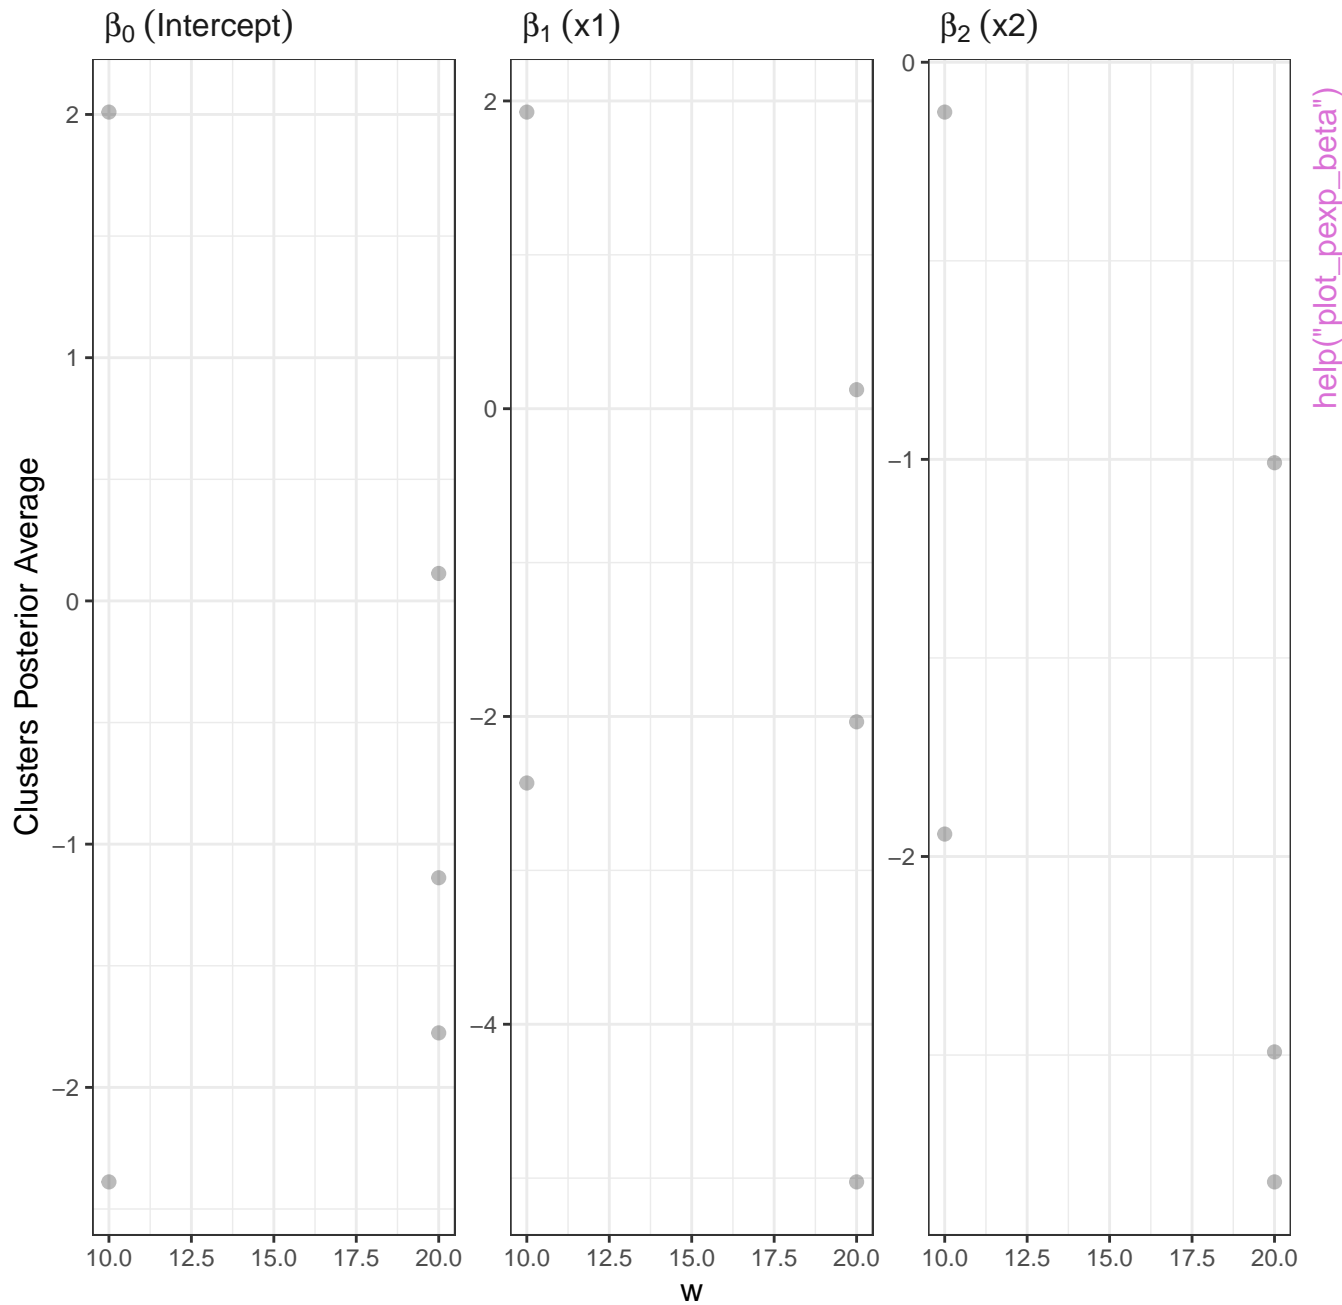 β0 (Intercept)
β1 (x1)
β2 (x2)
Clusters Posterior Average
2
1
0
−1
−2
2
0
−2
−4
0
−1
−2
10.0 12.5 15.0 17.5 20.0
10.0 12.5 15.0 17.5 20.0
10.0 12.5 15.0 17.5 20.0
w
help("plot_pexp_beta")